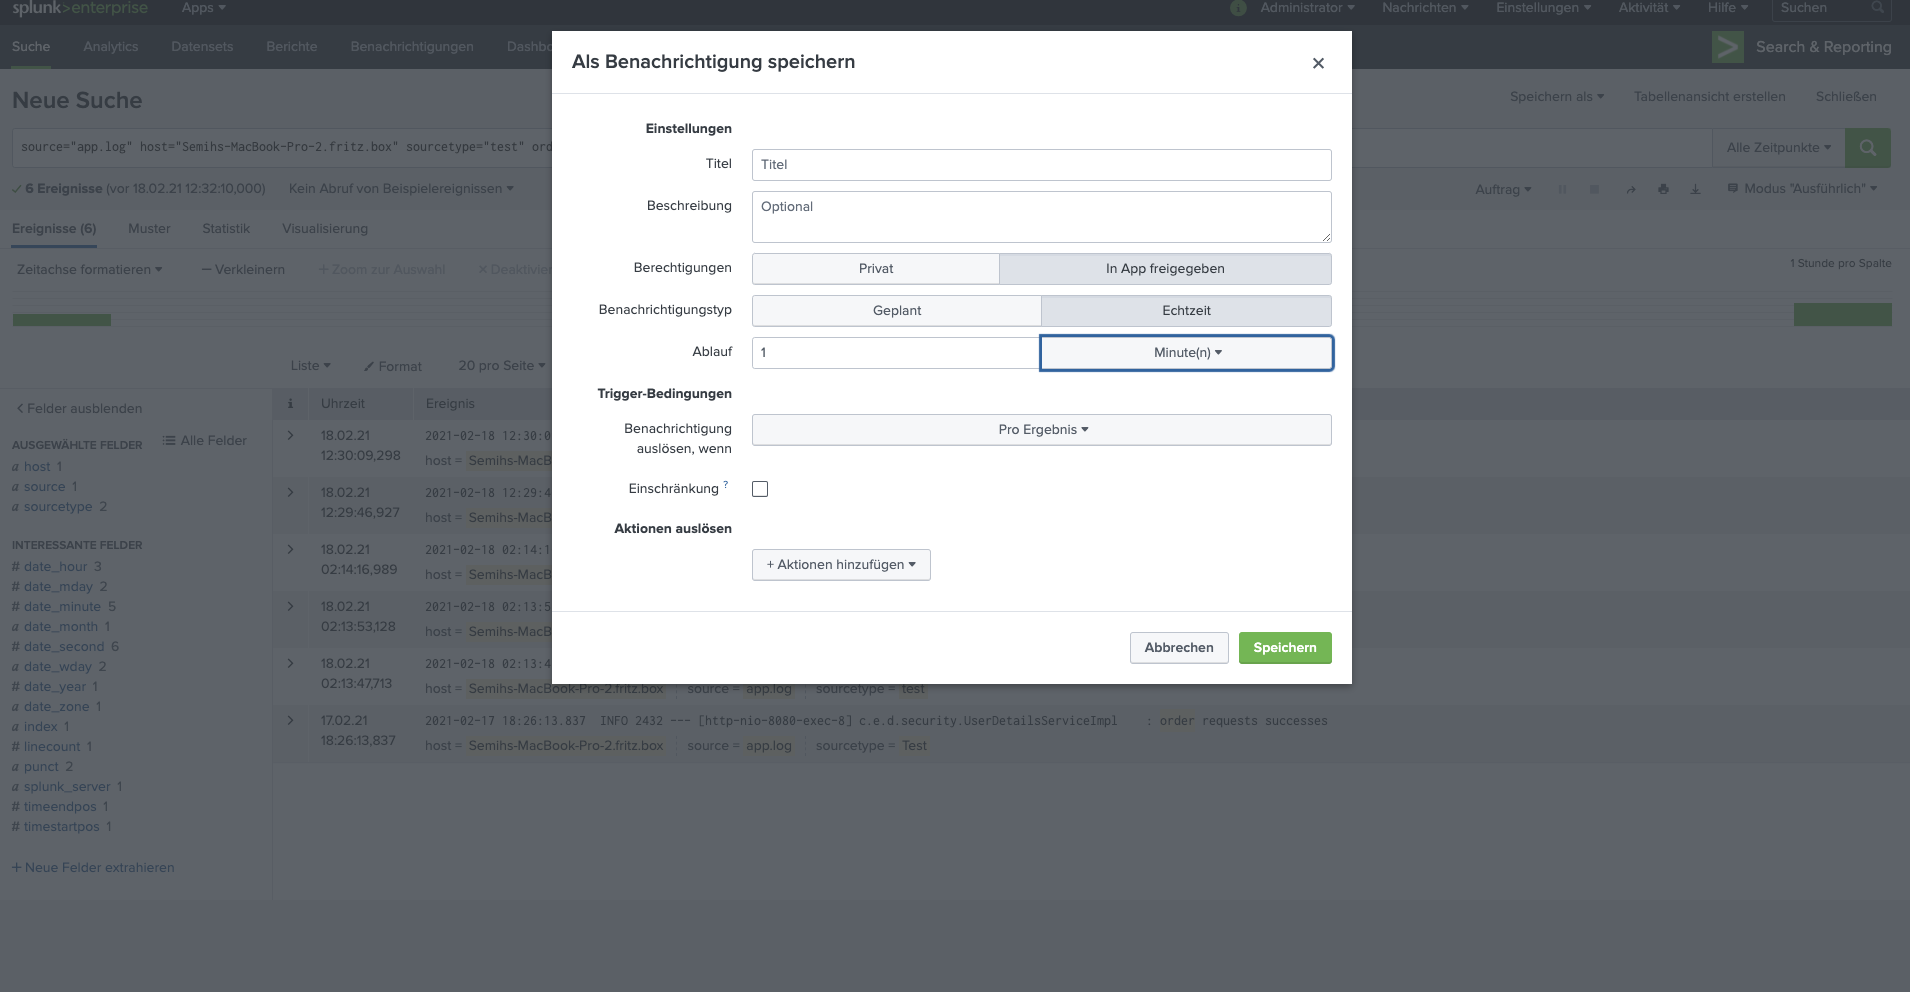 splunk>enterprise Apps Administrator Nachrichten Einstellungen Aktivität Hilfe Suchen
Suche Analytics Datensets Berichte Benachrichtigungen Search & Reporting
Neue Suche Speichern als Tabellenansicht erstellen Schließen
source="app.log" host="Semihs-MacBook-Pro-2.fritz.box" sourcetype="test" Alle Zeitpunkte
✓ 6 Ereignisse (vor 18.02.21 12:32:10,000) Kein Abruf von Beispielereignissen Auftrag Modus "Ausführlich"
Ereignisse (6) Muster Statistik Visualisierung
Zeitachse formatieren — Verkleinern + Zoom zur Auswahl 1 Stunde pro Spalte
Liste Format 20 pro Seite
Felder ausblenden
AUSGEWÄHLTE FELDER Alle Felder
a host 1
a source 1
a sourcetype 2
INTERESSANTE FELDER
# date_hour 3
# date_mday 2
# date_minute 5
a date_month 1
# date_second 6
a date_wday 2
# date_year 1
a date_zone 1
a index 1
# linecount 1
a punct 2
a splunk_server 1
# timeendpos 1
# timestartpos 1
+ Neue Felder extrahieren
i Uhrzeit Ereignis
18.02.21 2021-02-18 12:30:0
12:30:09,298 host = Semihs-MacB
18.02.21 2021-02-18 12:29:4
12:29:46,927 host = Semihs-MacB
18.02.21 2021-02-18 02:14:1
02:14:16,989 host = Semihs-MacB
18.02.21 2021-02-18 02:13:5
02:13:53,128 host = Semihs-MacB
18.02.21 2021-02-18 02:13:4
02:13:47,713 host = Semihs-MacBook-Pro-2.fritz.box source = app.log sourcetype = test
17.02.21 2021-02-17 18:26:13.837 INFO 2432 --- [http-nio-8080-exec-8] c.e.d.security.UserDetailsServiceImpl : order requests successes
18:26:13,837 host = Semihs-MacBook-Pro-2.fritz.box source = app.log sourcetype = Test
Als Benachrichtigung speichern ×
Einstellungen
Titel Titel
Beschreibung Optional
Berechtigungen Privat In App freigegeben
Benachrichtigungstyp Geplant Echtzeit
Ablauf 1 Minute(n)
Trigger-Bedingungen
Benachrichtigung Pro Ergebnis
auslösen, wenn
Einschränkung ?
Aktionen auslösen
+ Aktionen hinzufügen
Abbrechen Speichern